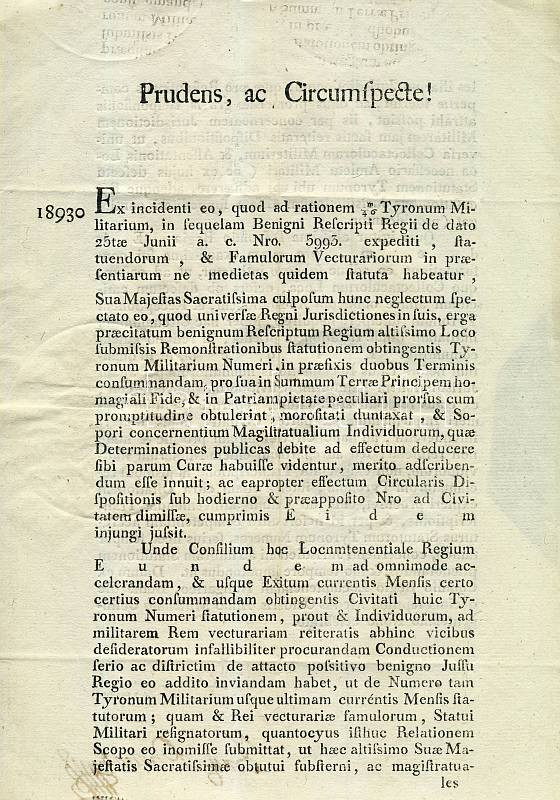 Prudens, ac Circumſpecte!
18930
Ex incidenti eo, quod ad rationem Tyronum Mi-
litarium, in ſequelam Benigni Reſcripti Regii de dato
25tæ Junii a. c. Nro. 5995. expediti, ſta-
tuendorum, & Famulorum Vecturariorum in præ-
ſentiarum ne medietas quidem ſtatuta habeatur,
Sua Majeſtas Sacratiſſima culpoſum hunc neglectum ſpe-
ctato eo, quod univerſæ Regni Jurisdictiones in ſuis, erga
præcitatum benignum Reſcriptum Regium altiſſimo Loco
ſubmiſsis Remonſtrationibus ſtatutionem obtingentis Ty-
ronum Militarium Numeri, in præfixis duobus Terminis
conſummandam, pro ſua in Summum Terræ Principem ho-
magiali Fide, & in Patriam pietate peculiari prorſus cum
promptitudine obtulerint, moroſitati duntaxat, & So-
pori concernentium Magiſtratualium Individuorum, quæ
Determinationes publicas debite ad effectum deducere
ſibi parum Curæ habuiſſe videntur, merito adſcriben-
dum eſſe innuit; ac eapropter effectum Circularis Di-
ſpoſitionis ſub hodierno & præappoſito Nro ad Civi-
tatem dimiſſæ, cumprimis E i d e m
injungi juſſit.
Unde Conſilium hoc Locumtenentiale Regium
E u n d e m ad omnimode ac-
celerandam, & uſque Exitum currentis Menſis certo
certius conſummandam obtingentis Civitati huic Ty-
ronum Numeri ſtatutionem, prout & Individuorum, ad
militarem Rem vecturariam reiteratis abhinc vicibus
deſideratorum infallibiliter procurandam Conductionem
ſerio ac diſtrictim de attacto poſsitivo benigno Juſſu
Regio eo addito inviandam habet, ut de Numero tam
Tyronum Militarium uſque ultimam curréntis Menſis ſta-
tutorum; quam & Rei vecturariæ famulorum, Statui
Militari reſignatorum, quantocyus iſthuc Relationem
Scopo eo inomiſſe ſubmittat, ut hæc altiſſimo Suæ Ma-
jeſtatis Sacratiſsimæ obtutui ſubſterni, ac magiſtratua-
les